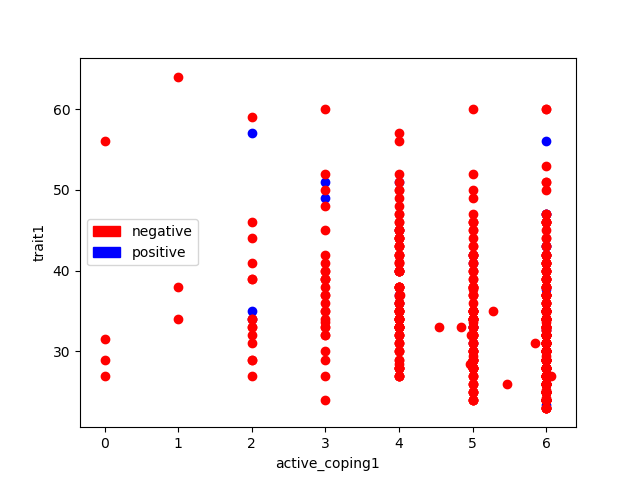 60
50
40
30
trait1
negative
positive
0 1 2 3 4 5 6
active_coping1